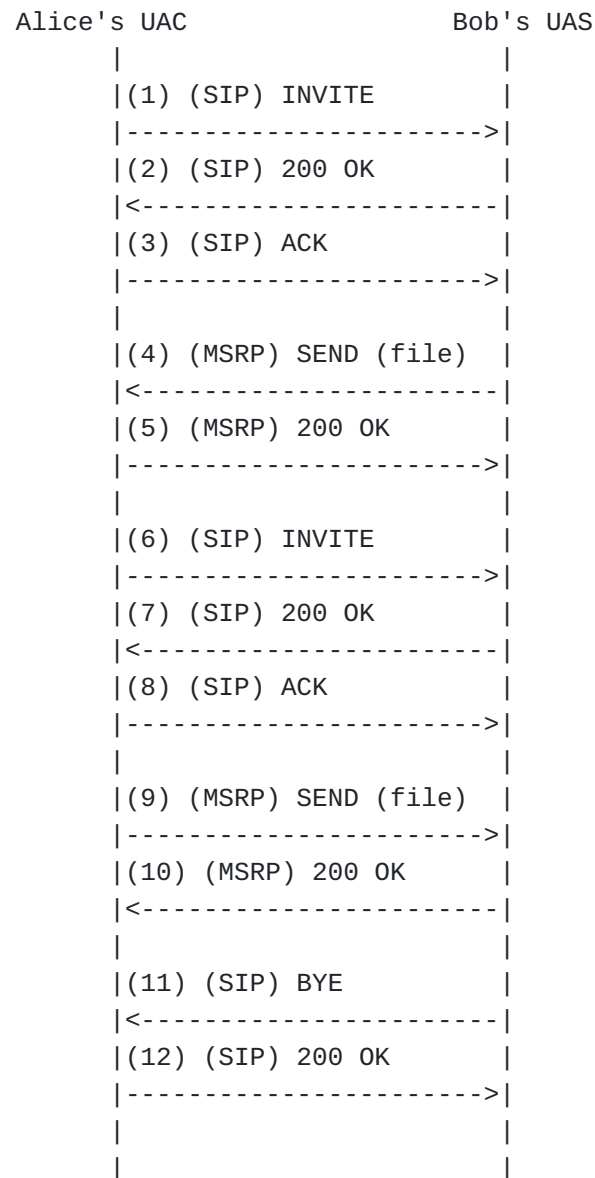 Alice's UAC                 Bob's UAS
      |                        |
      |(1) (SIP) INVITE        |
      |----------------------->|
      |(2) (SIP) 200 OK        |
      |<-----------------------|
      |(3) (SIP) ACK           |
      |----------------------->|
      |                        |
      |(4) (MSRP) SEND (file)  |
      |<-----------------------|
      |(5) (MSRP) 200 OK       |
      |----------------------->|
      |                        |
      |(6) (SIP) INVITE        |
      |----------------------->|
      |(7) (SIP) 200 OK        |
      |<-----------------------|
      |(8) (SIP) ACK           |
      |----------------------->|
      |                        |
      |(9) (MSRP) SEND (file)  |
      |----------------------->|
      |(10) (MSRP) 200 OK      |
      |<-----------------------|
      |                        |
      |(11) (SIP) BYE          |
      |<-----------------------|
      |(12) (SIP) 200 OK       |
      |----------------------->|
      |                        |
      |                        |